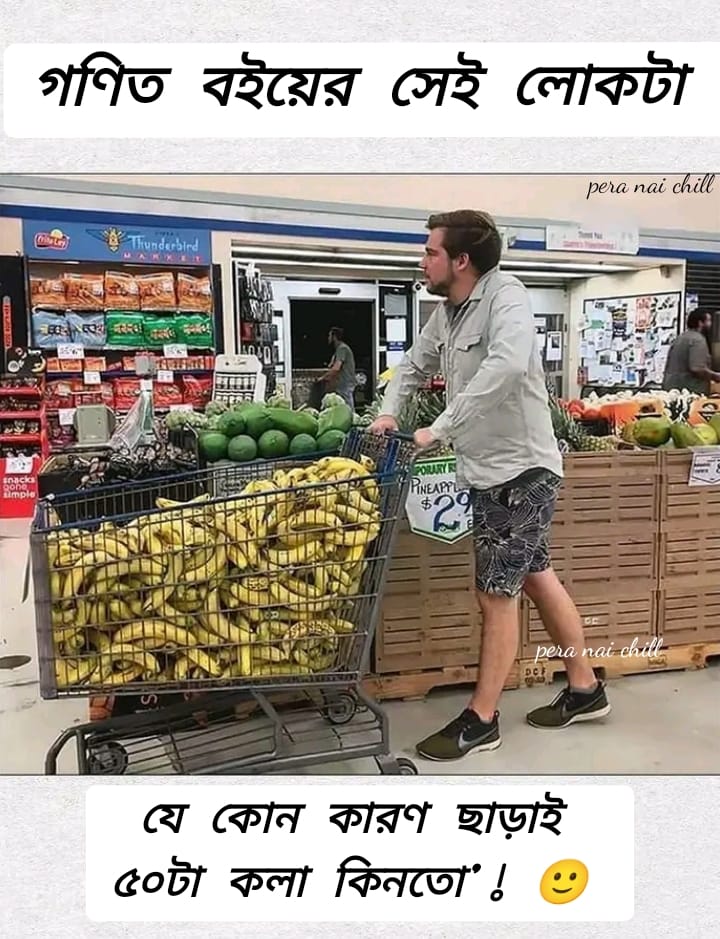 গণিত বইয়ের সেই লোকটা
pera nai chill
Frito Lay
Thunderbird
MARKET
snacks
gone
simple
PINEAPPL
$2 9
pera nai chill
যে কোন কারণ ছাড়াই
৫০টা কলা কিনতো' ! 🙂